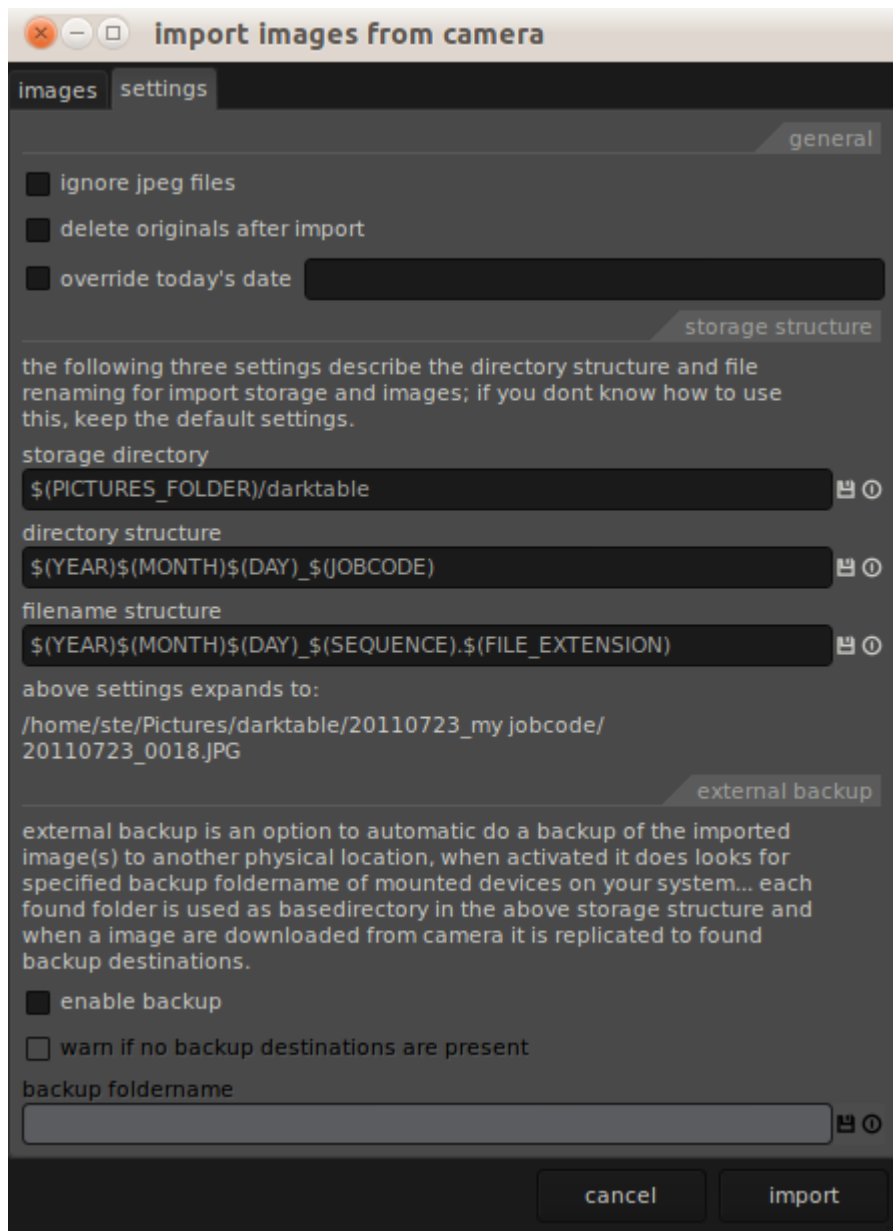 import images from camera
images settings
general
ignore jpeg files
delete originals after import
override today's date
storage structure
the following three settings describe the directory structure and file
renaming for import storage and images; if you dont know how to use
this, keep the default settings.
storage directory
$(PICTURES_FOLDER)/darktable
directory structure
$(YEAR)$(MONTH)$(DAY)_$(JOBCODE)
filename structure
$(YEAR)$(MONTH)$(DAY)_$(SEQUENCE).$(FILE_EXTENSION)
above settings expands to:
/home/ste/Pictures/darktable/20110723_my jobcode/
20110723_0018.JPG
external backup
external backup is an option to automatic do a backup of the imported
image(s) to another physical location, when activated it does looks for
specified backup foldername of mounted devices on your system... each
found folder is used as basedirectory in the above storage structure and
when a image are downloaded from camera it is replicated to found
backup destinations.
enable backup
warn if no backup destinations are present
backup foldername
cancel import